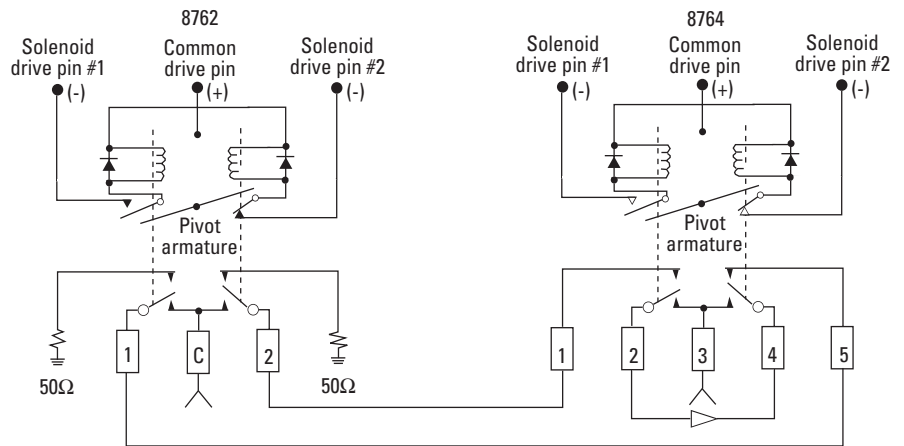 8762
Solenoid
drive pin #1
(-)
Common
drive pin
(+)
Solenoid
drive pin #2
(-)
Pivot
armature
50Ω
1
C
2
50Ω
8764
Solenoid
drive pin #1
(-)
Common
drive pin
(+)
Solenoid
drive pin #2
(-)
Pivot
armature
1
2
3
4
5